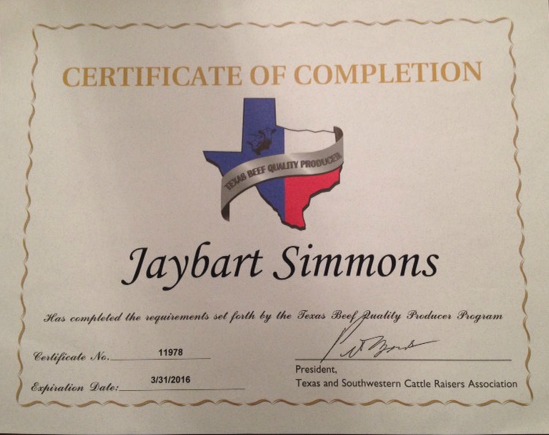 CERTIFICATE OF COMPLETION
TEXAS BEEF QUALITY PRODUCER
Jaybart Simmons
Has completed the requirements set forth by the Texas Beef Quality Producer Program
Certificate No. 11978
Expiration Date: 3/31/2016
President,
Texas and Southwestern Cattle Raisers Association